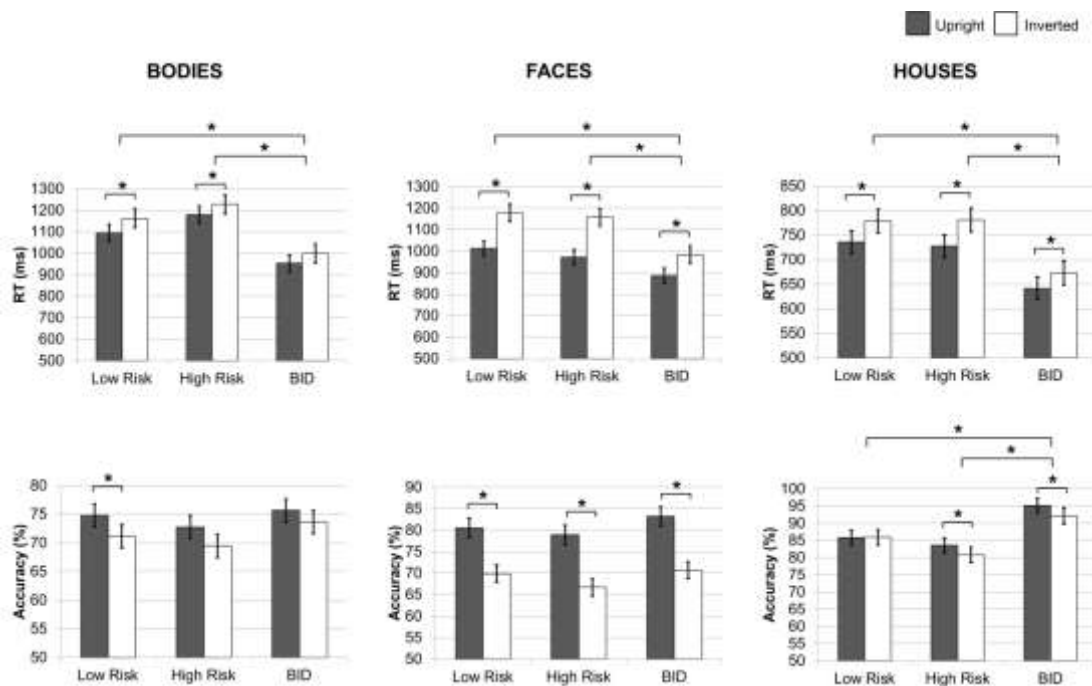 Upright Inverted
BODIES FACES HOUSES
* * *
* * *
* * * * * *
* *
1300 1300 850
1200 1200 800
1100 1100 750
1000 1000 700
900 900 650
800 800 600
700 700 550
600 600 500
500 500
RT (ms) RT (ms) RT (ms)
Low Risk High Risk BID Low Risk High Risk BID Low Risk High Risk BID
*
*
* * * * * *
80 90 100
75 85 95
70 80 90
65 75 85
60 70 80
55 65 75
50 60 70
55 65
50 60
55
50
Accuracy (%) Accuracy (%) Accuracy (%)
Low Risk High Risk BID Low Risk High Risk BID Low Risk High Risk BID